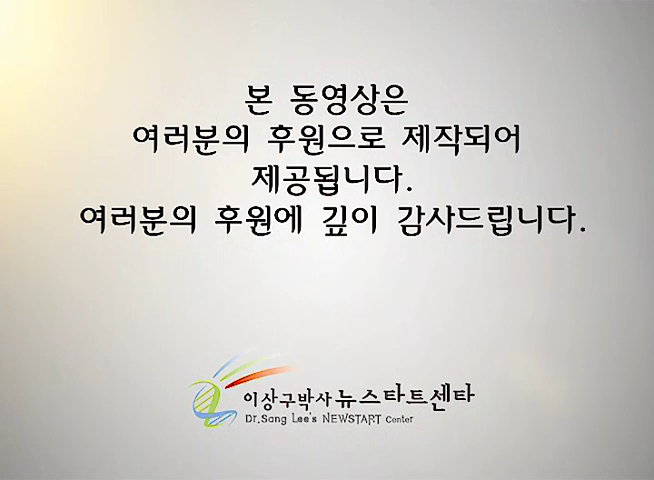 본 동영상은
여러분의 후원으로 제작되어
제공됩니다.
여러분의 후원에 깊이 감사드립니다.
이상구박사 뉴스타트센타
Dr.Sang Lee's NEWSTART Center